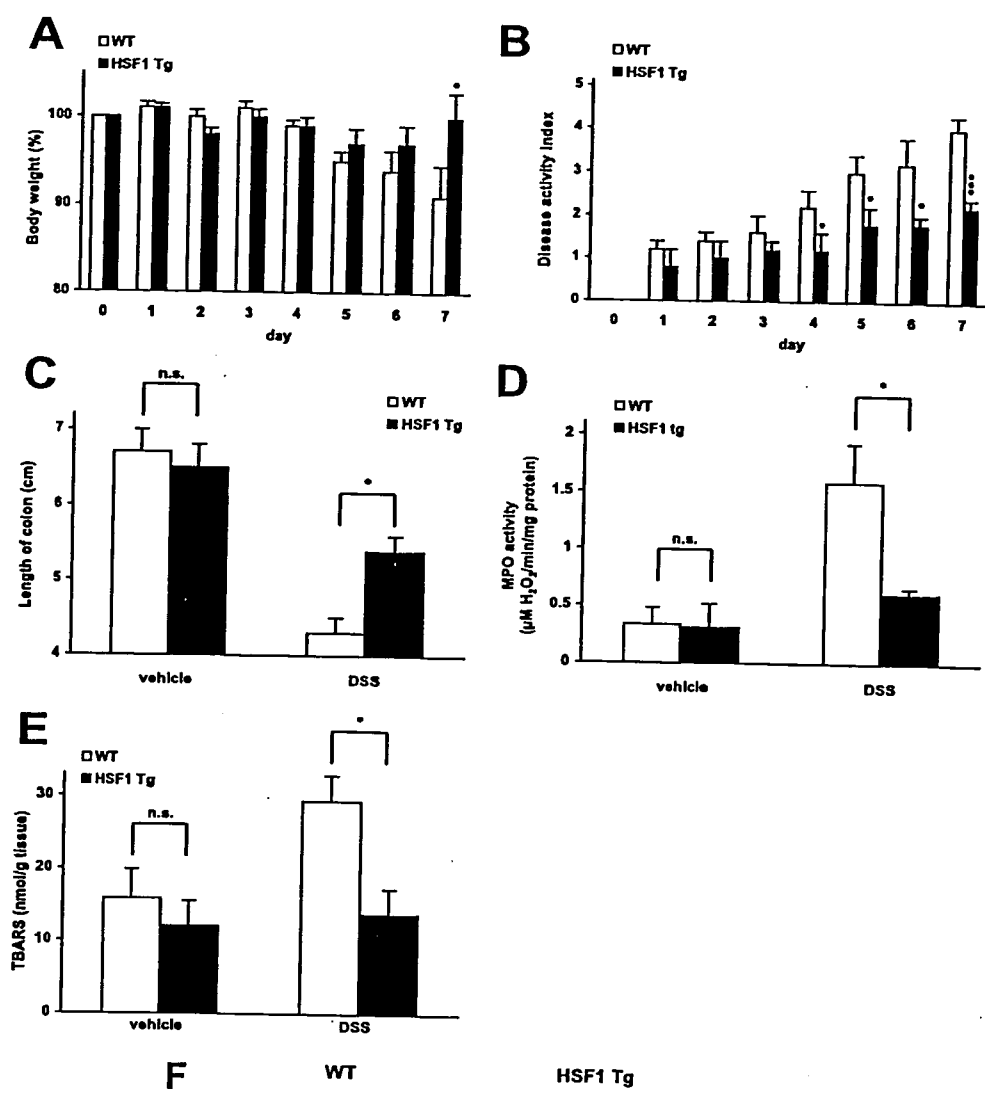 A
WT
HSF1 Tg
Body weight (%)
100
90
80
0 1 2 3 4 5 6 7
day
*
B
WT
HSF1 Tg
Disease activity index
5
4
3
2
1
0
0 1 2 3 4 5 6 7
day
*
*
*
***
C
WT
HSF1 Tg
Length of colon (cm)
7
6
5
4
n.s.
*
vehicle DSS
D
WT
HSF1 tg
MPO activity
(µM H₂O₂/min/mg protein)
2
1.5
1
0.5
0
n.s.
*
vehicle DSS
E
WT
HSF1 Tg
TBARS (nmol/g tissue)
30
20
10
0
n.s.
*
vehicle DSS
F WT HSF1 Tg